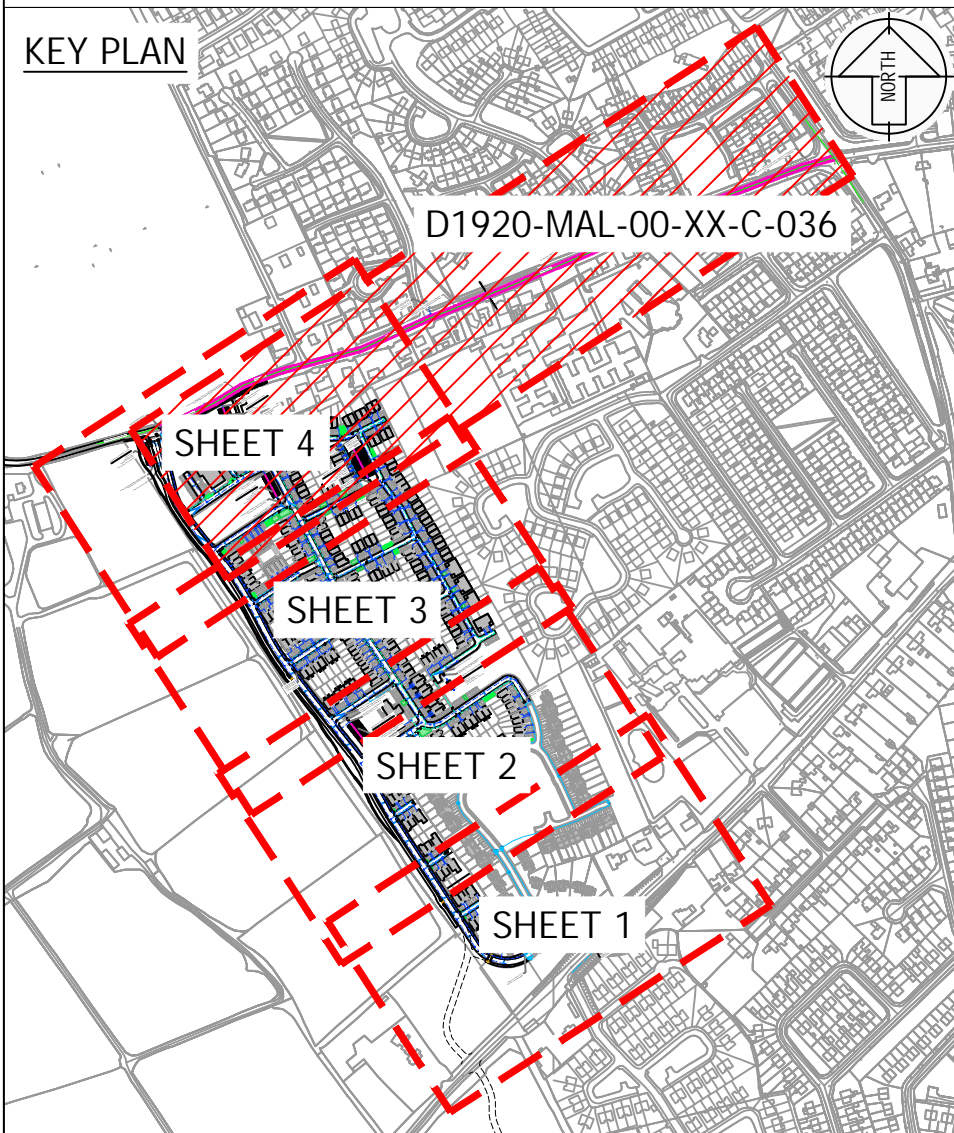 KEY PLAN
NORTH
D1920-MAL-00-XX-C-036
SHEET 4
SHEET 3
SHEET 2
SHEET 1